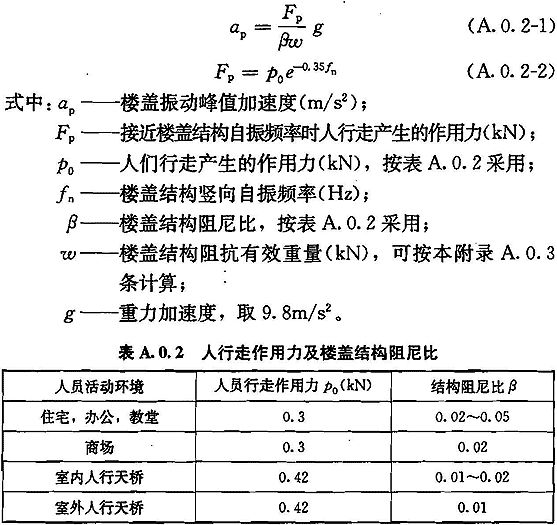 a_p = F_p / βw g (A.0.2-1)
F_p = p_0 e^{-0.35f_n} (A.0.2-2)
式中：a_p——楼盖振动峰值加速度(m/s²)；
F_p——接近楼盖结构自振频率时人行走产生的作用力(kN)；
p_0——人们行走产生的作用力(kN)，按表 A.0.2 采用；
f_n——楼盖结构竖向自振频率(Hz)；
β——楼盖结构阻尼比，按表 A.0.2 采用；
w——楼盖结构阻抗有效重量(kN)，可按本附录 A.0.3
条计算；
g——重力加速度，取 9.8m/s²。
表 A.0.2 人行走作用力及楼盖结构阻尼比
人员活动环境 人员行走作用力 p_0(kN) 结构阻尼比 β
住宅，办公，教堂 0.3 0.02～0.05
商场 0.3 0.02
室内人行天桥 0.42 0.01～0.02
室外人行天桥 0.42 0.01